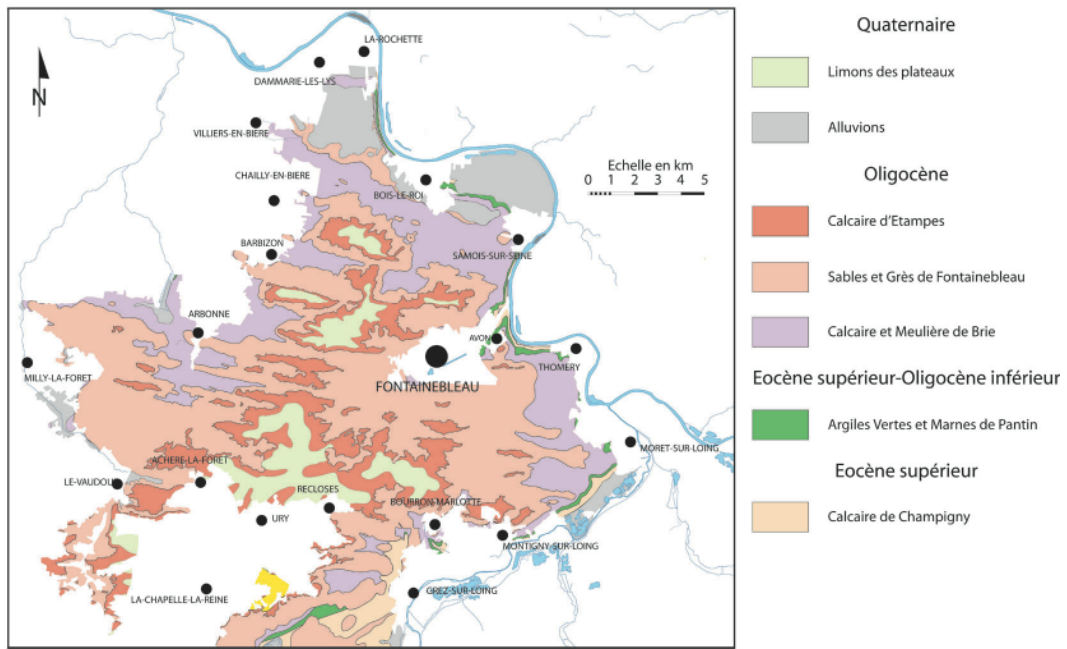 N
LA-ROCHETTE
DAMMARIE-LES-LYS
VILLIERS-EN-BIERE
CHAILLY-EN-BIERE
BOIS-LE-ROI
Echelle en km
0 1 2 3 4 5
BARBIZON
SAMOIS-SUR-SEINE
ARBONNE
AVON
MILLY-LA-FORET
FONTAINEBLEAU
THOMERY
MORET-SUR-LOING
ACHERE-LA-FORET
LE-VAUDOUE
RECLOSES
URY
BOURRON-MARLOTTE
MONTIGNY-SUR-LOING
LA-CHAPELLE-LA-REINE
GREZ-SUR-LOING
Quaternaire
Limons des plateaux
Alluvions
Oligocène
Calcaire d'Etampes
Sables et Grès de Fontainebleau
Calcaire et Meulière de Brie
Eocène supérieur-Oligocène inférieur
Argiles Vertes et Marnes de Pantin
Eocène supérieur
Calcaire de Champigny